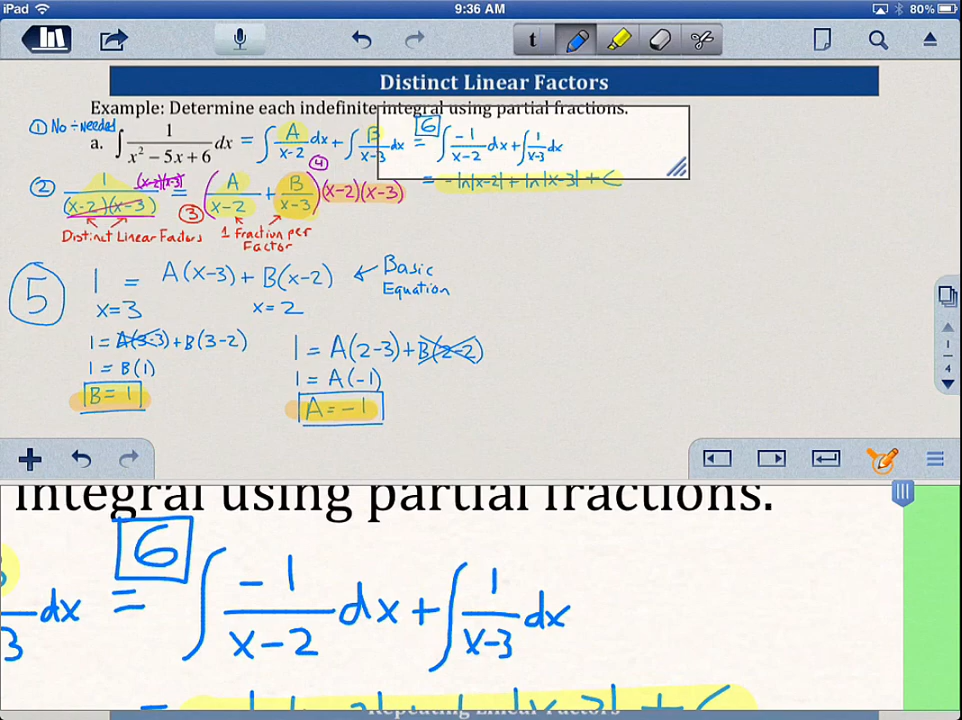 iPad 9:36 AM 80%
t
Distinct Linear Factors
Example: Determine each indefinite integral using partial fractions.
① No ÷ needed
a. ∫ 1/(x² − 5x + 6) dx = ∫ A/(x−2) dx + ∫ B/(x−3) dx = 6 ∫ −1/(x−2) dx + ∫ 1/(x−3) dx
= −ln|x−2| + ln|x−3| + C
② 1/((x−2)(x−3)) (x−2)(x−3) = ③ (A/(x−2) + B/(x−3)) ④ (x−2)(x−3)
Distinct Linear Factors
1 Fraction per
Factor
5 1 = A(x−3) + B(x−2) ← Basic
Equation
x=3 x=2
1 = A(3−3) + B(3−2)
1 = A(2−3) + B(2−2)
1 = B(1)
1 = A(−1)
B = 1
A = −1
1
4
integral using partial fractions.
6
3 dx = ∫ −1/(x−2) dx + ∫ 1/(x−3) dx
Repeating Linear Factors